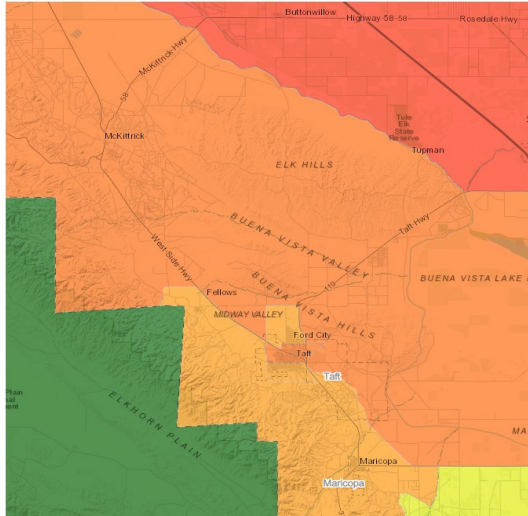 Buttonwillow
Highway 58-58
Rosedale Hwy
McKittrick Hwy
58
Tule
Elk
State
Reserve
McKittrick
Tupman
ELK HILLS
Taft Hwy
BUENA VISTA VALLEY
West Side Hwy
119
BUENA VISTA LAKE
Fellows
BUENA VISTA HILLS
MIDWAY VALLEY
Ford City
Taft
Taft
Plain
ELKHORN PLAIN
MA
Maricopa
Maricopa